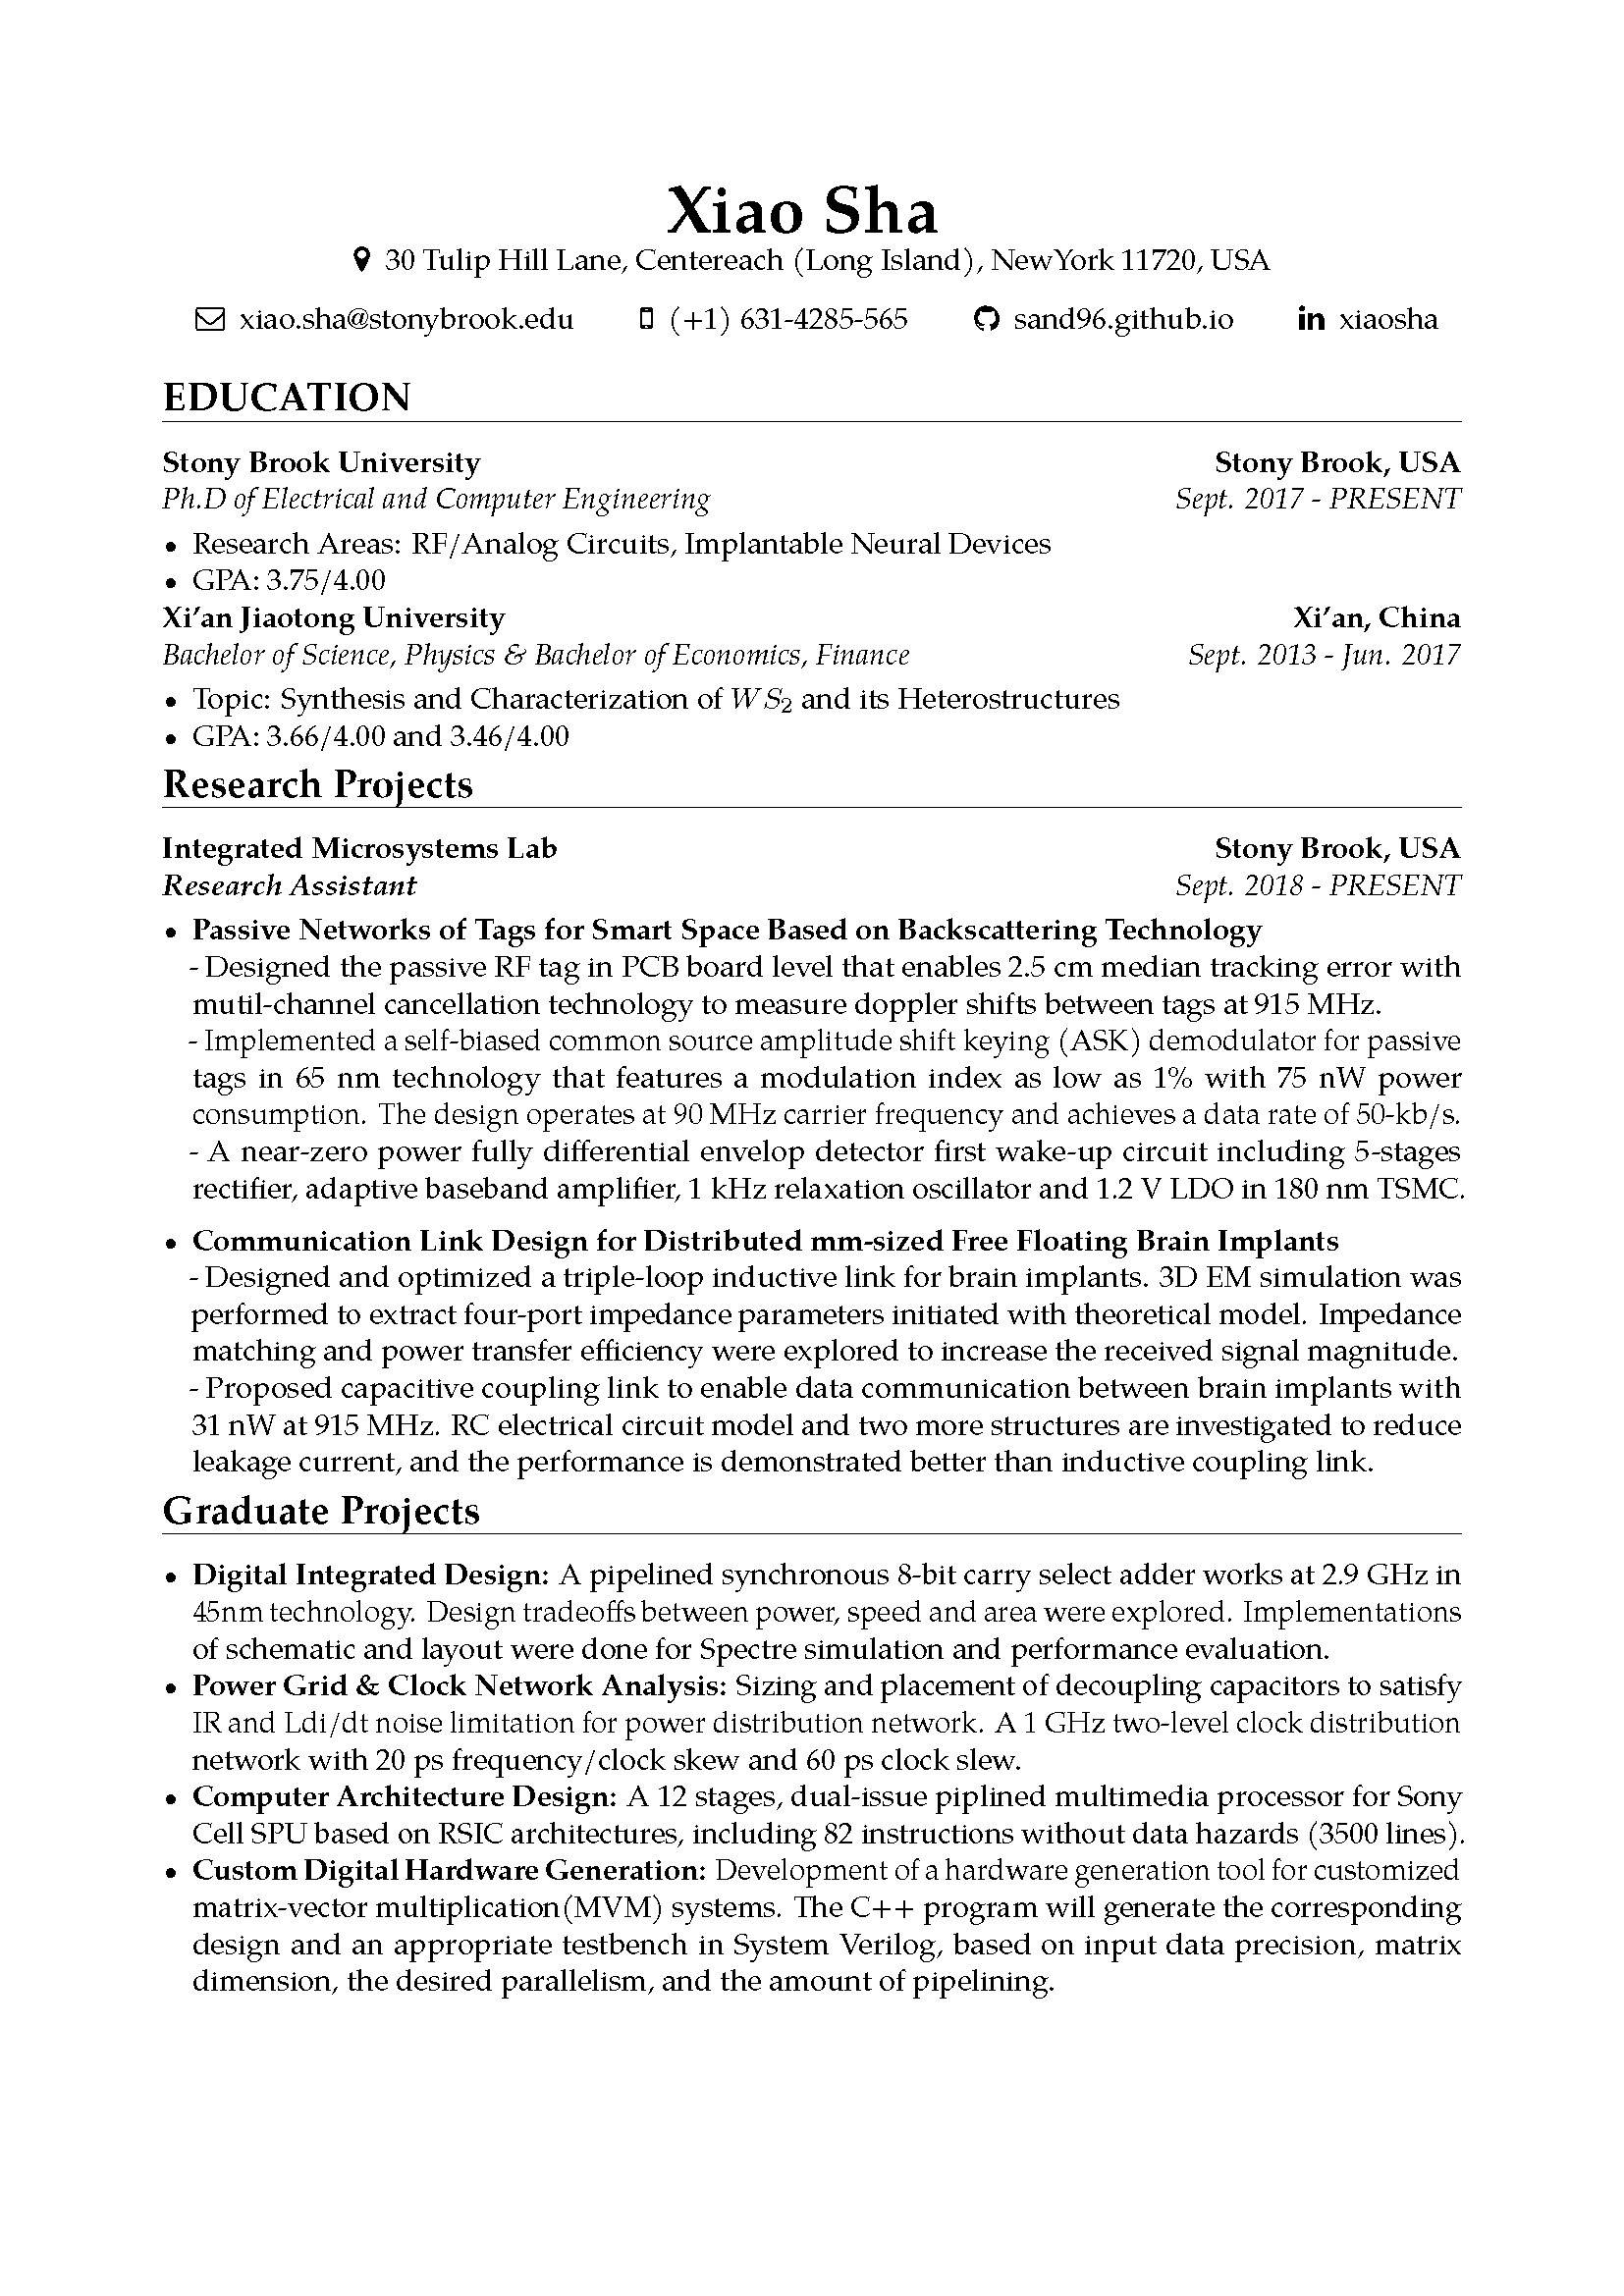 Xiao Sha
30 Tulip Hill Lane, Centereach (Long Island), NewYork 11720, USA
xiao.sha@stonybrook.edu (+1) 631-4285-565 sand96.github.io in xiaosha
EDUCATION
Stony Brook University Stony Brook, USA
Ph.D of Electrical and Computer Engineering Sept. 2017 - PRESENT
• Research Areas: RF/Analog Circuits, Implantable Neural Devices
• GPA: 3.75/4.00
Xi'an Jiaotong University Xi'an, China
Bachelor of Science, Physics & Bachelor of Economics, Finance Sept. 2013 - Jun. 2017
• Topic: Synthesis and Characterization of WS₂ and its Heterostructures
• GPA: 3.66/4.00 and 3.46/4.00
Research Projects
Integrated Microsystems Lab Stony Brook, USA
Research Assistant Sept. 2018 - PRESENT
• Passive Networks of Tags for Smart Space Based on Backscattering Technology
- Designed the passive RF tag in PCB board level that enables 2.5 cm median tracking error with
mutil-channel cancellation technology to measure doppler shifts between tags at 915 MHz.
- Implemented a self-biased common source amplitude shift keying (ASK) demodulator for passive
tags in 65 nm technology that features a modulation index as low as 1% with 75 nW power
consumption. The design operates at 90 MHz carrier frequency and achieves a data rate of 50-kb/s.
- A near-zero power fully differential envelop detector first wake-up circuit including 5-stages
rectifier, adaptive baseband amplifier, 1 kHz relaxation oscillator and 1.2 V LDO in 180 nm TSMC.
• Communication Link Design for Distributed mm-sized Free Floating Brain Implants
- Designed and optimized a triple-loop inductive link for brain implants. 3D EM simulation was
performed to extract four-port impedance parameters initiated with theoretical model. Impedance
matching and power transfer efficiency were explored to increase the received signal magnitude.
- Proposed capacitive coupling link to enable data communication between brain implants with
31 nW at 915 MHz. RC electrical circuit model and two more structures are investigated to reduce
leakage current, and the performance is demonstrated better than inductive coupling link.
Graduate Projects
• Digital Integrated Design: A pipelined synchronous 8-bit carry select adder works at 2.9 GHz in
45nm technology. Design tradeoffs between power, speed and area were explored. Implementations
of schematic and layout were done for Spectre simulation and performance evaluation.
• Power Grid & Clock Network Analysis: Sizing and placement of decoupling capacitors to satisfy
IR and Ldi/dt noise limitation for power distribution network. A 1 GHz two-level clock distribution
network with 20 ps frequency/clock skew and 60 ps clock slew.
• Computer Architecture Design: A 12 stages, dual-issue piplined multimedia processor for Sony
Cell SPU based on RSIC architectures, including 82 instructions without data hazards (3500 lines).
• Custom Digital Hardware Generation: Development of a hardware generation tool for customized
matrix-vector multiplication(MVM) systems. The C++ program will generate the corresponding
design and an appropriate testbench in System Verilog, based on input data precision, matrix
dimension, the desired parallelism, and the amount of pipelining.